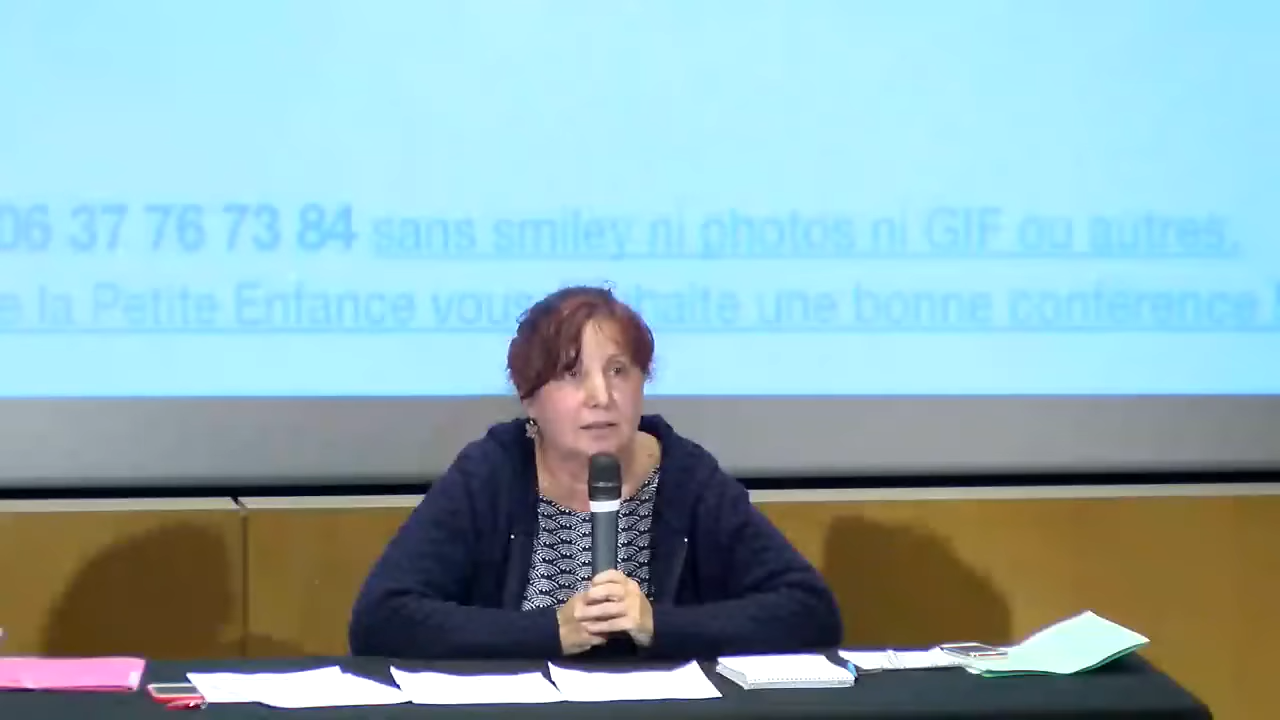 06 37 76 73 84 sans smiley ni photos ni GIF ou autres,
la Petite Enfance vous une bonne conférence